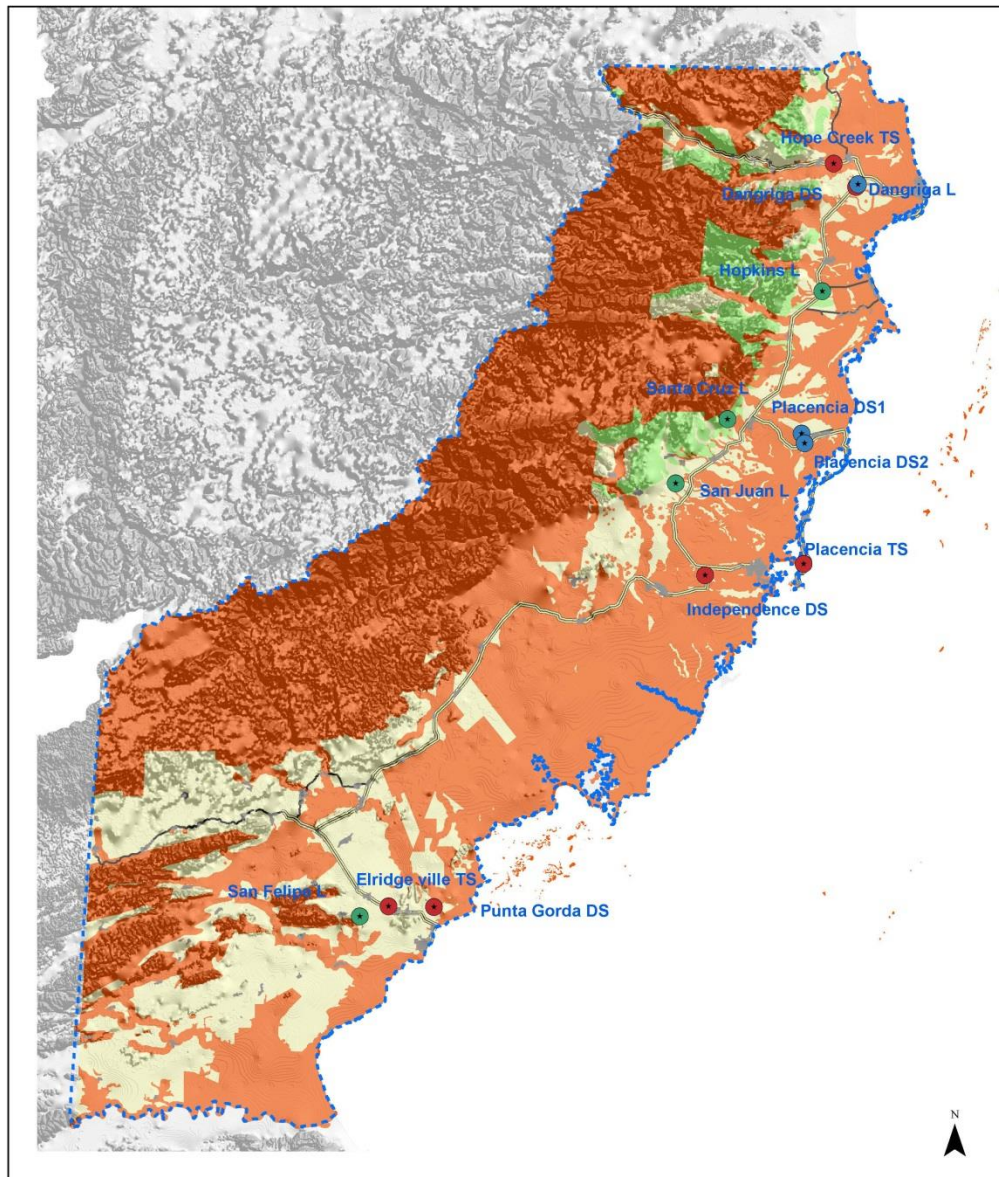 Hope Creek TS
Dangriga DS
Dangriga L
Hopkins L
Santa Cruz L
Placencia DS1
Placencia DS2
San Juan L
Placencia TS
Independence DS
Elridge ville TS
San Felipe L
Punta Gorda DS
N